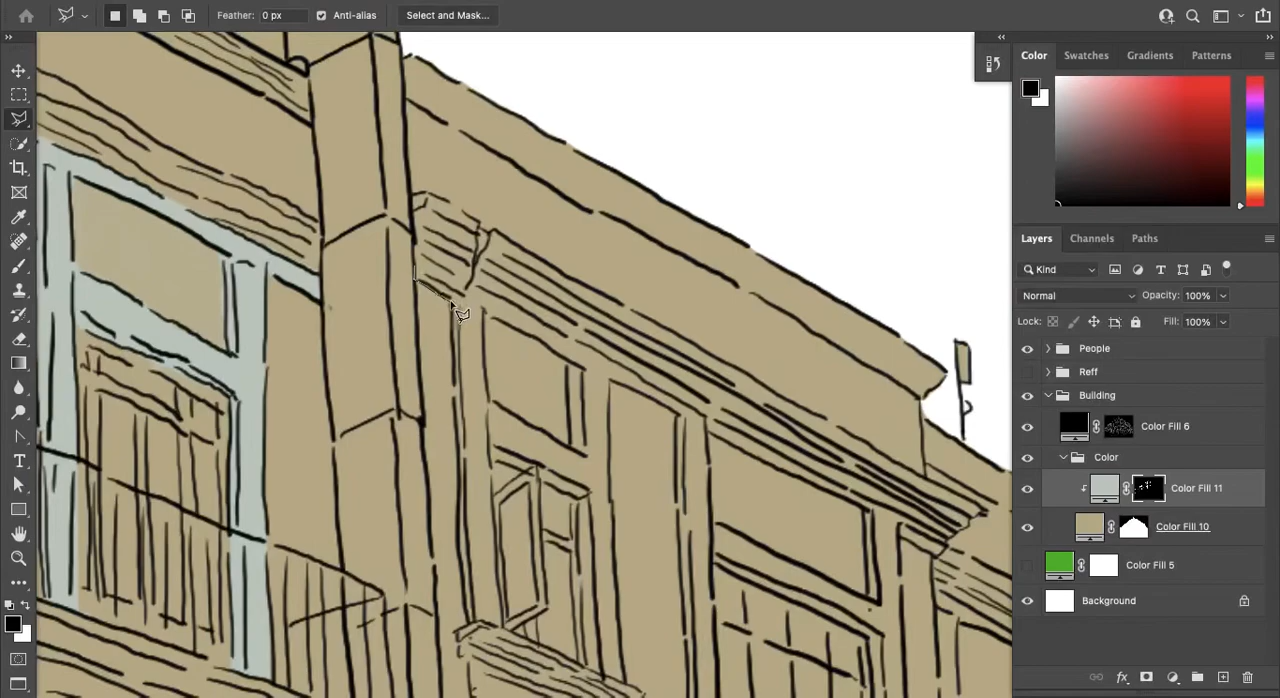 Feather: 0 px Anti-alias Select and Mask...
Color Swatches Gradients Patterns
Layers Channels Paths
Kind
Normal Opacity: 100%
Lock: Fill: 100%
People
Reff
Building
Color Fill 6
Color
Color Fill 11
Color Fill 10
Color Fill 5
Background